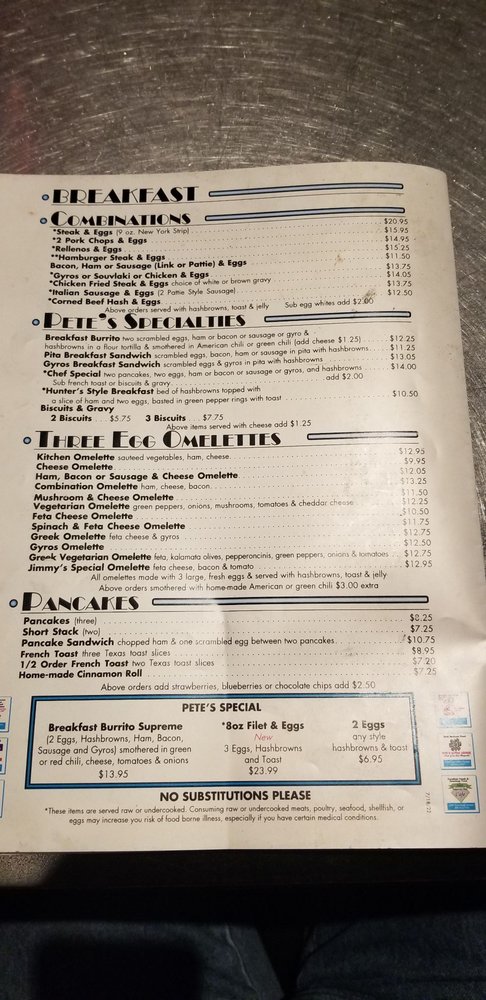 BREAKFAST
COMBINATIONS
*Steak & Eggs (9 oz. New York Strip) $20.95
*2 Pork Chops & Eggs $15.95
*Rellenos & Eggs $14.95
**Hamburger Steak & Eggs $15.25
Bacon, Ham or Sausage (Link or Pattie) & Eggs $11.50
*Gyros or Souvlaki or Chicken & Eggs $13.75
*Chicken Fried Steak & Eggs choice of white or brown gravy $14.05
*Italian Sausage & Eggs (2 Pattie Style Sausage) $13.75
*Corned Beef Hash & Eggs $12.50
Above orders served with hashbrowns, toast & jelly Sub egg whites add $2.00
PETE'S SPECIALTIES
Breakfast Burrito two scrambled eggs, ham or bacon or sausage or gyro &
hashbrowns in a flour tortilla & smothered in American chili or green chili (add cheese $1.25) $12.25
Pita Breakfast Sandwich scrambled eggs, bacon, ham or sausage in pita with hashbrowns $11.25
Gyros Breakfast Sandwich scrambled eggs & gyros in pita with hashbrowns $13.05
*Chef Special two pancakes, two eggs, ham or bacon or sausage or gyros, and hashbrowns $14.00
Sub french toast or biscuits & gravy add $2.00
*Hunter's Style Breakfast bed of hashbrowns topped with
a slice of ham and two eggs, basted in green pepper rings with toast $10.50
Biscuits & Gravy
2 Biscuits $5.75 3 Biscuits $7.75
Above items served with cheese add $1.25
THREE EGG OMELETTES
Kitchen Omelette sauteed vegetables, ham, cheese $12.95
Cheese Omelette $9.95
Ham, Bacon or Sausage & Cheese Omelette $12.05
Combination Omelette ham, cheese, bacon $13.25
Mushroom & Cheese Omelette $11.50
Vegetarian Omelette green peppers, onions, mushrooms, tomatoes & cheddar cheese $12.25
Feta Cheese Omelette $10.50
Spinach & Feta Cheese Omelette $11.75
Greek Omelette feta cheese & gyros $12.75
Gyros Omelette $12.50
Greek Vegetarian Omelette feta, kalamata olives, pepperoncinis, green peppers, onions & tomatoes $12.75
Jimmy's Special Omelette feta cheese, bacon & tomato $12.95
All omelettes made with 3 large, fresh eggs & served with hashbrowns, toast & jelly
Above orders smothered with home-made American or green chili $3.00 extra
PANCAKES
Pancakes (three) $8.25
Short Stack (two) $7.25
Pancake Sandwich chopped ham & one scrambled egg between two pancakes $10.75
French Toast three Texas toast slices $8.95
1/2 Order French Toast two Texas toast slices $7.20
Home-made Cinnamon Roll $7.25
Above orders add strawberries, blueberries or chocolate chips add $2.50
PETE'S SPECIAL
Breakfast Burrito Supreme
(2 Eggs, Hashbrowns, Ham, Bacon,
Sausage and Gyros) smothered in green
or red chili, cheese, tomatoes & onions
$13.95
*8oz Filet & Eggs
New
3 Eggs, Hashbrowns
and Toast
$23.99
2 Eggs
any style
hashbrowns & toast
$6.95
NO SUBSTITUTIONS PLEASE
*These items are served raw or undercooked. Consuming raw or undercooked meats, poultry, seafood, shellfish, or
eggs may increase you risk of food borne illness, especially if you have certain medical conditions.